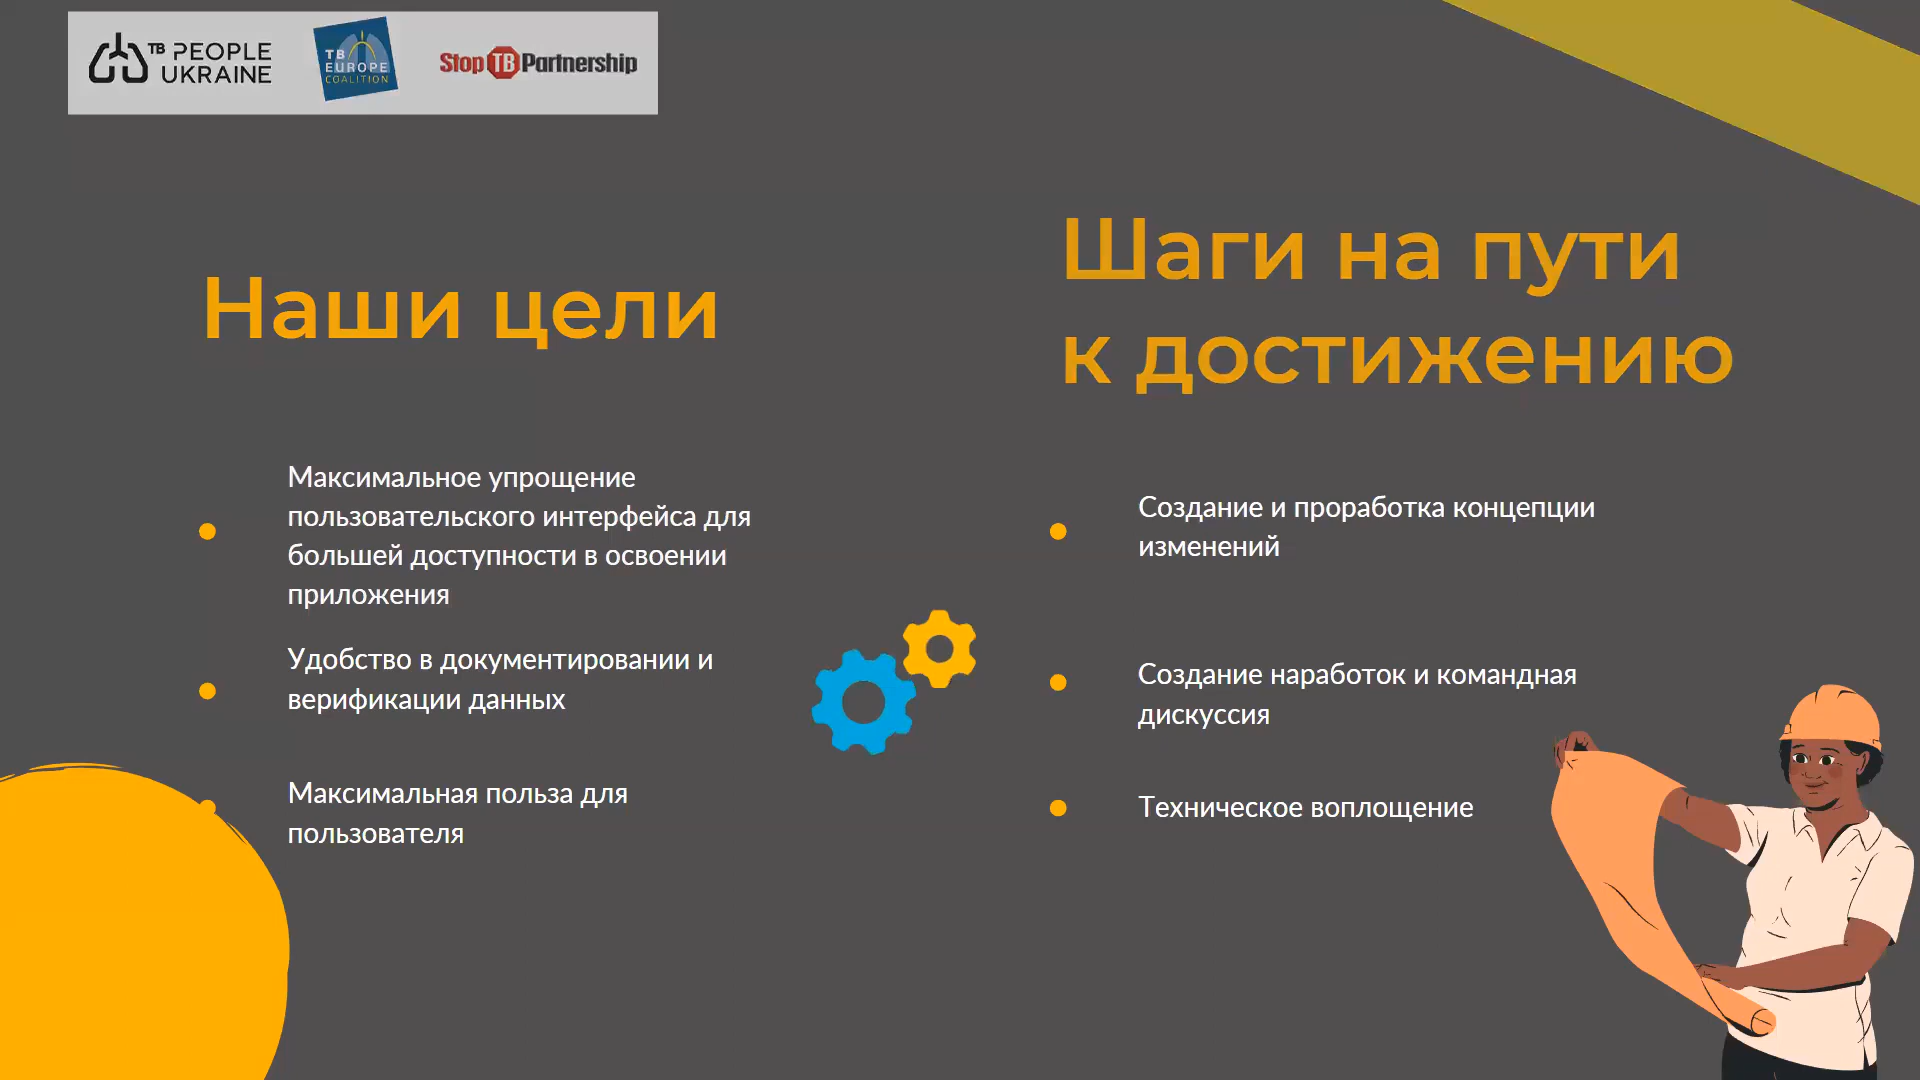 TB PEOPLE
UKRAINE
TB
EUROPE
COALITION
Stop TB Partnership
Наши цели
Максимальное упрощение
пользовательского интерфейса для
большей доступности в освоении
приложения
Удобство в документировании и
верификации данных
Максимальная польза для
пользователя
Шаги на пути
к достижению
Создание и проработка концепции
изменений
Создание наработок и командная
дискуссия
Техническое воплощение